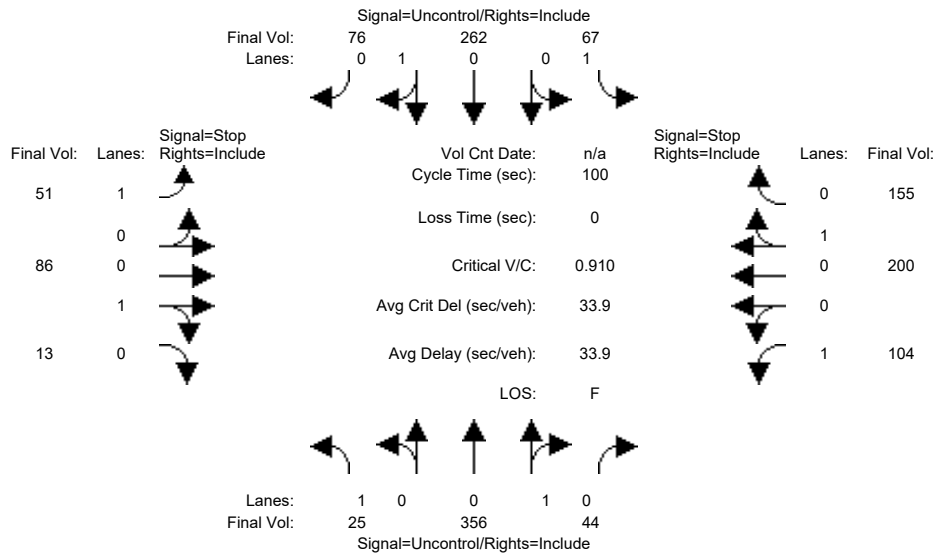 Signal=Uncontrol/Rights=Include
Final Vol: 76 262 67
Lanes: 0 1 0 0 1
Signal=Stop
Final Vol: Lanes: Rights=Include
Vol Cnt Date: n/a
Signal=Stop
Rights=Include Lanes: Final Vol:
Cycle Time (sec): 100
51 1
0 155
Loss Time (sec): 0
0
1
86 0
Critical V/C: 0.910
0 200
1
Avg Crit Del (sec/veh): 33.9
0
13 0
Avg Delay (sec/veh): 33.9
1 104
LOS: F
Lanes: 1 0 0 1 0
Final Vol: 25 356 44
Signal=Uncontrol/Rights=Include